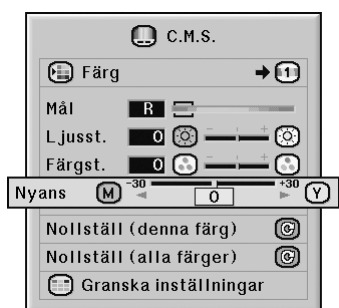 C.M.S.
Färg 1
Mål R
Ljusst. 0
Färgst. 0
Nyans M -30 0 +30 Y
Nollställ (denna färg)
Nollställ (alla färger)
Granska inställningar